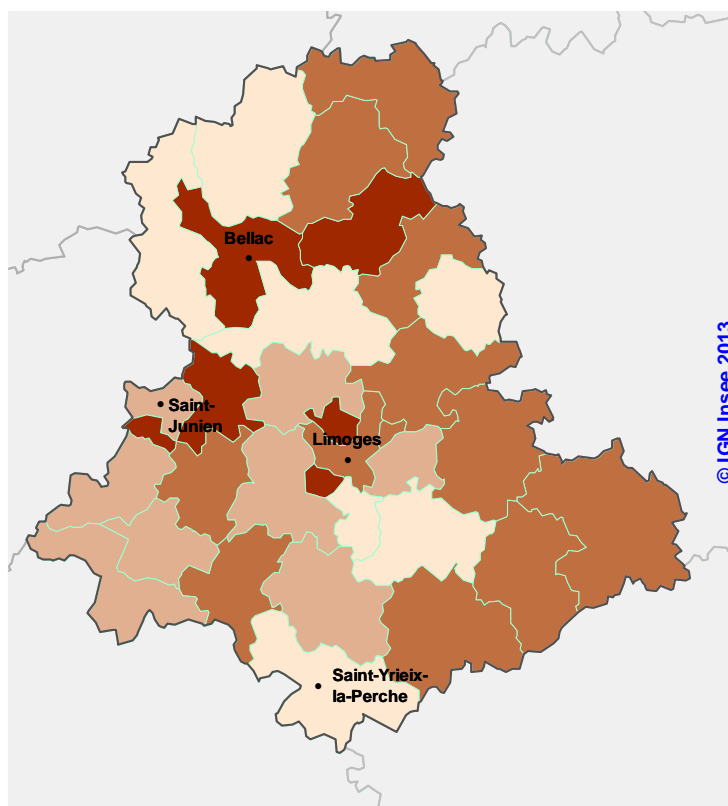 Bellac
Saint-
Junien
Limoges
Saint-Yrieix-
la-Perche
© IGN Insee 2013